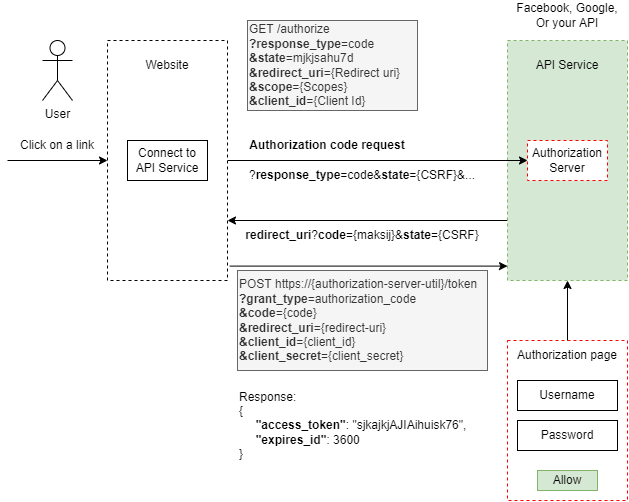 Facebook, Google,
Or your API
GET /authorize
?response_type=code
&state=mjkjsahu7d
&redirect_uri={Redirect uri}
&scope={Scopes}
&client_id={Client Id}
Website
API Service
User
Click on a link
Connect to
API Service
Authorization code request
?response_type=code&state={CSRF}&...
Authorization
Server
redirect_uri?code={maksij}&state={CSRF}
POST https://{authorization-server-util}/token
?grant_type=authorization_code
&code={code}
&redirect_uri={redirect-uri}
&client_id={client_id}
&client_secret={client_secret}
Authorization page
Username
Password
Allow
Response:
{
"access_token": "sjkajkjAJIAihuisk76",
"expires_id": 3600
}